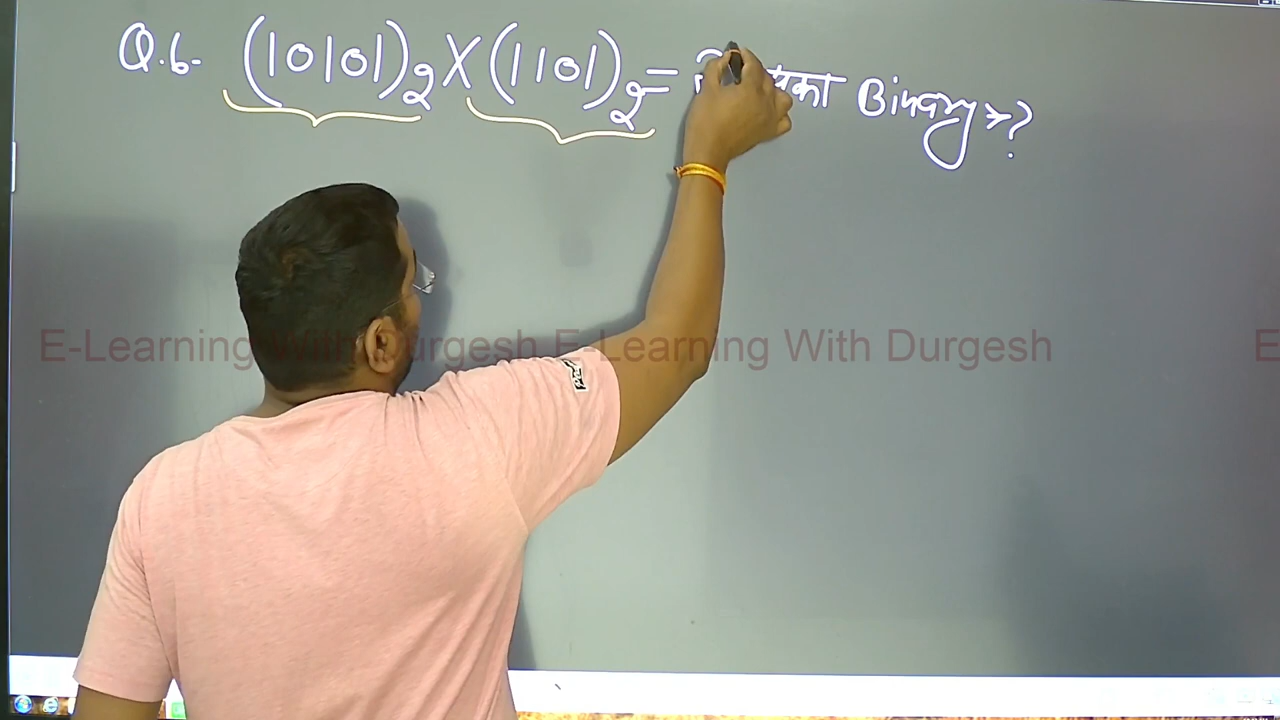 Q.6. (10101)₂ X (1101)₂ = Binary → ?
E-Learning With Durgesh E-Learning With Durgesh E